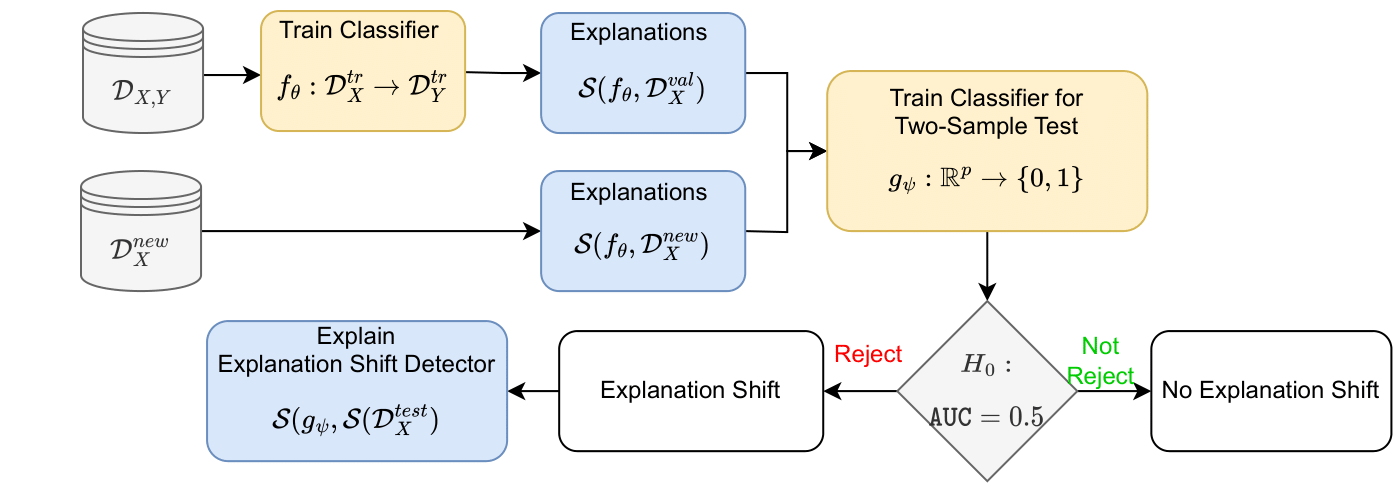 Train Classifier
$f_\theta : \mathcal{D}_X^{tr} \rightarrow \mathcal{D}_Y^{tr}$
Explanations
$\mathcal{S}(f_\theta, \mathcal{D}_X^{val})$
$\mathcal{D}_{X,Y}$
Train Classifier for
Two-Sample Test
$g_\psi : \mathbb{R}^p \rightarrow \{0, 1\}$
Explanations
$\mathcal{S}(f_\theta, \mathcal{D}_X^{new})$
$\mathcal{D}_X^{new}$
Explain
Explanation Shift Detector
$\mathcal{S}(g_\psi, \mathcal{S}(\mathcal{D}_X^{test})$
Explanation Shift
Reject
$H_0 :$
$\texttt{AUC} = 0.5$
Not
Reject
No Explanation Shift